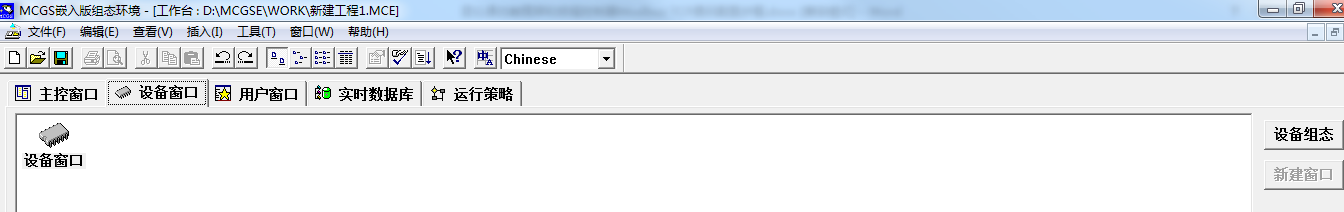 MCGS嵌入版组态环境 - [工作台 : D:\MCGSE\WORK\新建工程1.MCE]
文件(F) 编辑(E) 查看(V) 插入(I) 工具(T) 窗口(W) 帮助(H)
Chinese
主控窗口 设备窗口 用户窗口 实时数据库 运行策略
设备窗口
设备组态
新建窗口